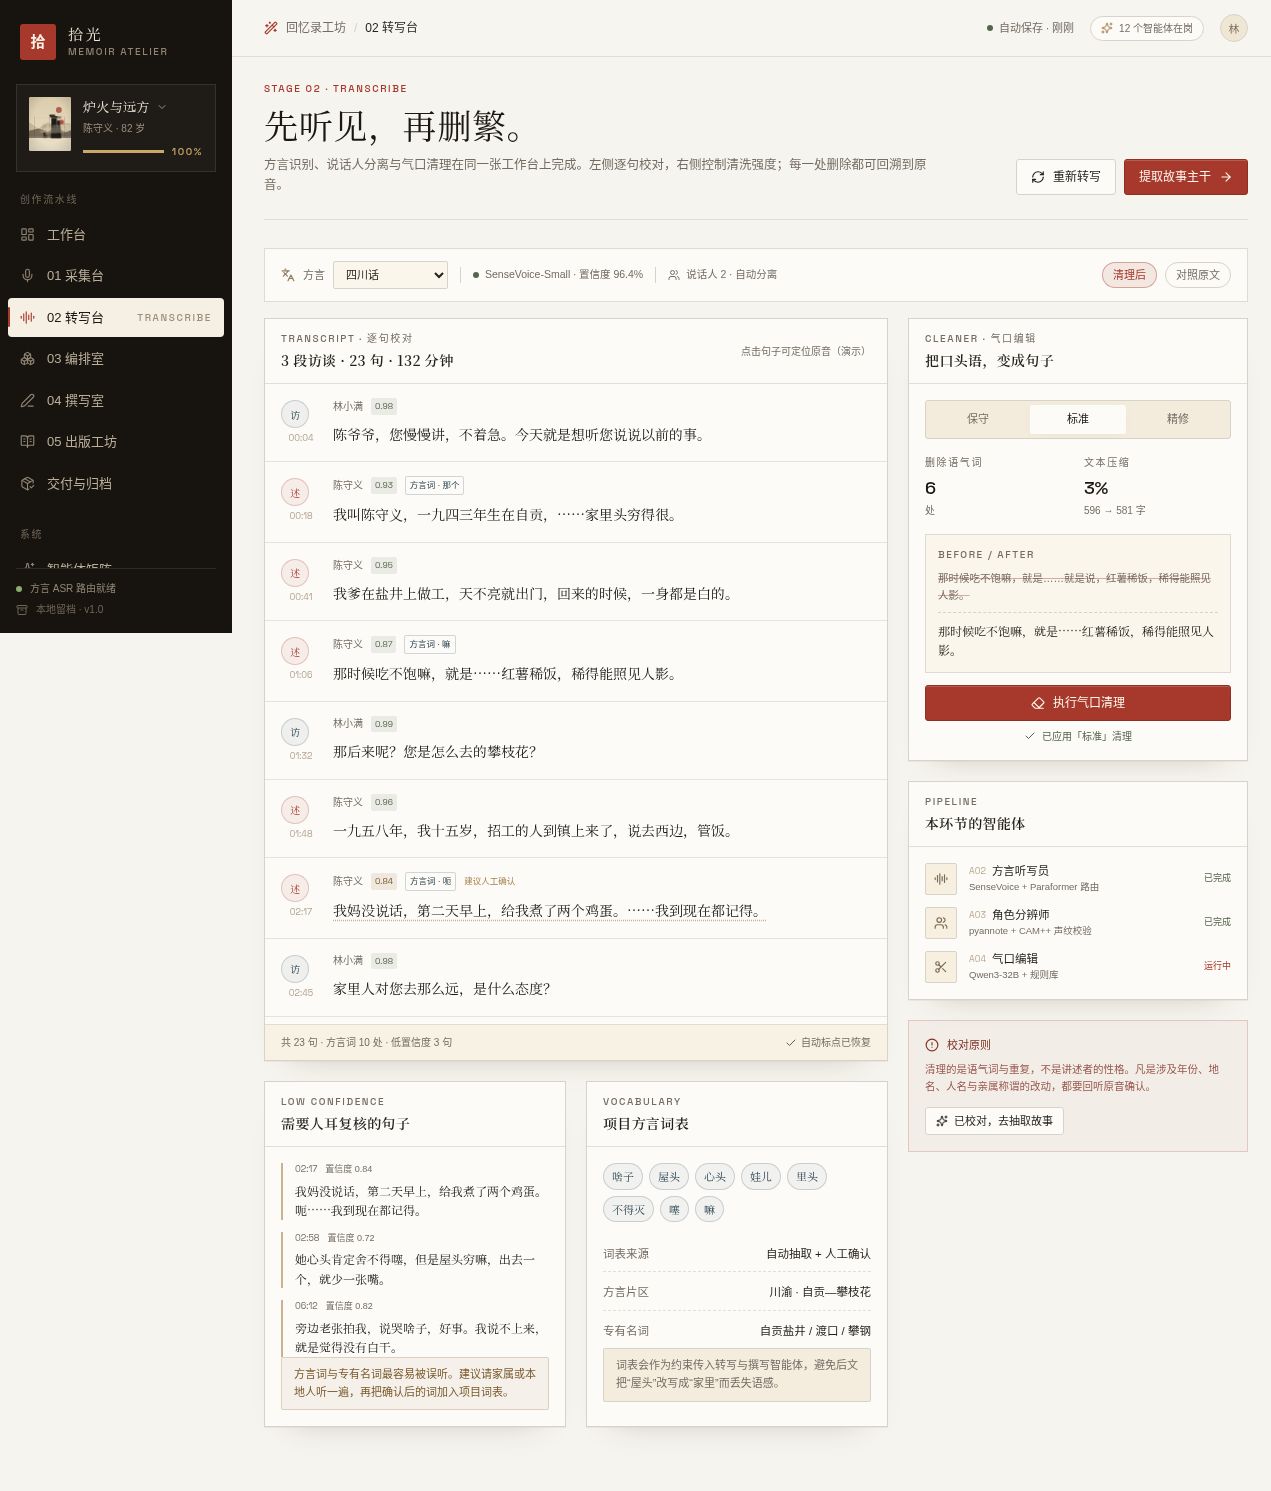 拾
拾光
MEMOIR ATELIER
炉火与远方
陈守义 · 82 岁
100%
创作流水线
工作台
01 采集台
02 转写台 TRANSCRIBE
03 编排室
04 撰写室
05 出版工坊
交付与归档
系统
方言 ASR 路由就绪
本地留档 · v1.0
回忆录工坊 / 02 转写台
自动保存 · 刚刚
12 个智能体在岗
林
STAGE 02 · TRANSCRIBE
先听见，再删繁。
方言识别、说话人分离与气口清理在同一张工作台上完成。左侧逐句校对，右侧控制清洗强度；每一处删除都可回溯到原
音。
重新转写
提取故事主干
方言 四川话
SenseVoice-Small · 置信度 96.4%
说话人 2 · 自动分离
清理后
对照原文
TRANSCRIPT · 逐句校对
3 段访谈 · 23 句 · 132 分钟
点击句子可定位原音（演示）
访 林小满 0.98
00:04
陈爷爷，您慢慢讲，不着急。今天就是想听您说说以前的事。
述 陈守义 0.93 方言词 · 那个
00:18
我叫陈守义，一九四三年生在自贡，……家里头穷得很。
述 陈守义 0.95
00:41
我爹在盐井上做工，天不亮就出门，回来的时候，一身都是白的。
述 陈守义 0.87 方言词 · 嘛
01:06
那时候吃不饱嘛，就是……红薯稀饭，稀得能照见人影。
访 林小满 0.99
01:32
那后来呢？您是怎么去的攀枝花？
述 陈守义 0.96
01:48
一九五八年，我十五岁，招工的人到镇上来了，说去西边，管饭。
述 陈守义 0.84 方言词 · 呃 建议人工确认
02:17
我妈没说话，第二天早上，给我煮了两个鸡蛋。……我到现在都记得。
访 林小满 0.98
02:45
家里人对您去那么远，是什么态度？
共 23 句 · 方言词 10 处 · 低置信度 3 句
自动标点已恢复
CLEANER · 气口编辑
把口头语，变成句子
保守 标准 精修
删除语气词 文本压缩
6 3%
处 596 → 581 字
BEFORE / AFTER
那时候吃不饱嘛，就是……就是说，红薯稀饭，稀得能照见
人影。
那时候吃不饱嘛，就是……红薯稀饭，稀得能照见人
影。
执行气口清理
已应用「标准」清理
PIPELINE
本环节的智能体
A02 方言听写员
SenseVoice + Paraformer 路由
已完成
A03 角色分辨师
pyannote + CAM++ 声纹校验
已完成
A04 气口编辑
Qwen3-32B + 规则库
运行中
校对原则
清理的是语气词与重复，不是讲述者的性格。凡是涉及年份、地
名、人名与亲属称谓的改动，都要回听原音确认。
已校对，去抽取故事
LOW CONFIDENCE
需要人耳复核的句子
02:17 置信度 0.84
我妈没说话，第二天早上，给我煮了两个鸡蛋。
呃……我到现在都记得。
02:58 置信度 0.72
她心头肯定舍不得噻，但是屋头穷嘛，出去一
个，就少一张嘴。
06:12 置信度 0.82
旁边老张拍我，说哭啥子，好事。我说不上来，
就是觉得没有白干。
方言词与专有名词最容易被误听。建议请家属或本
地人听一遍，再把确认后的词加入项目词表。
VOCABULARY
项目方言词表
啥子 屋头 心头 娃儿 里头
不得灭 噻 嘛
词表来源 自动抽取 + 人工确认
方言片区 川渝 · 自贡—攀枝花
专有名词 自贡盐井 / 渡口 / 攀钢
词表会作为约束传入转写与撰写智能体，避免后文
把“屋头”改写成“家里”而丢失语感。